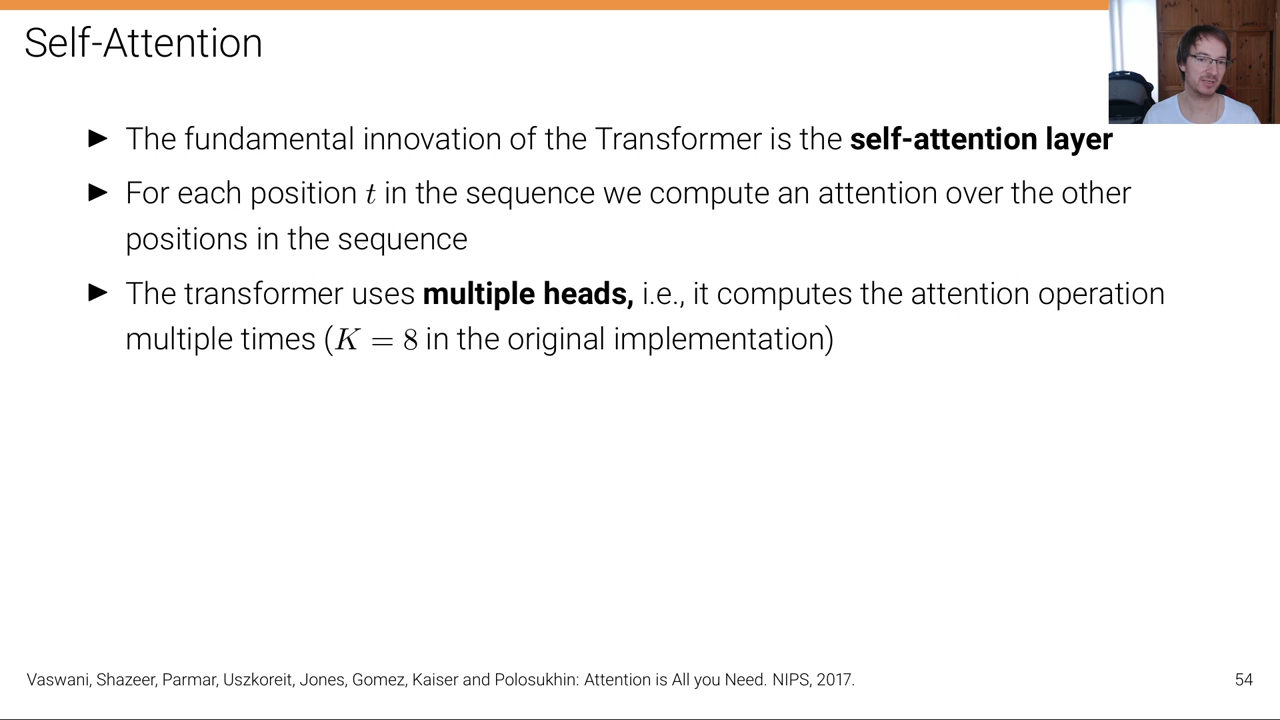 Self-Attention
► The fundamental innovation of the Transformer is the self-attention layer
► For each position t in the sequence we compute an attention over the other
positions in the sequence
► The transformer uses multiple heads, i.e., it computes the attention operation
multiple times (K = 8 in the original implementation)
Vaswani, Shazeer, Parmar, Uszkoreit, Jones, Gomez, Kaiser and Polosukhin: Attention is All you Need. NIPS, 2017.
54